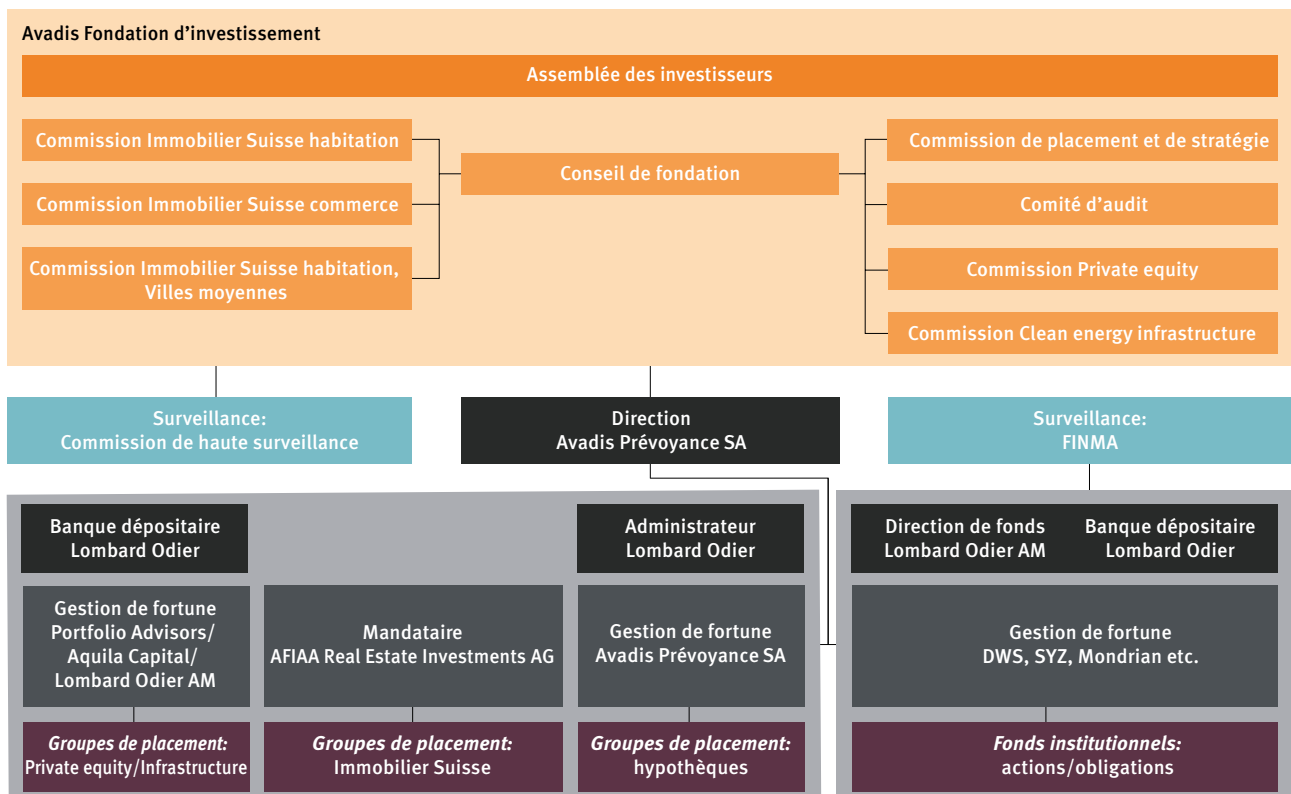 Avadis Fondation d’investissement
Assemblée des investisseurs
Commission Immobilier Suisse habitation
Commission Immobilier Suisse commerce
Commission Immobilier Suisse habitation,
Villes moyennes
Conseil de fondation
Commission de placement et de stratégie
Comité d’audit
Commission Private equity
Commission Clean energy infrastructure
Surveillance:
Commission de haute surveillance
Direction
Avadis Prévoyance SA
Surveillance:
FINMA
Banque dépositaire
Lombard Odier
Administrateur
Lombard Odier
Direction de fonds
Lombard Odier AM
Banque dépositaire
Lombard Odier
Gestion de fortune
Portfolio Advisors/
Aquila Capital/
Lombard Odier AM
Mandataire
AFIAA Real Estate Investments AG
Gestion de fortune
Avadis Prévoyance SA
Gestion de fortune
DWS, SYZ, Mondrian etc.
Groupes de placement:
Private equity/Infrastructure
Groupes de placement:
Immobilier Suisse
Groupes de placement:
hypothèques
Fonds institutionnels:
actions/obligations